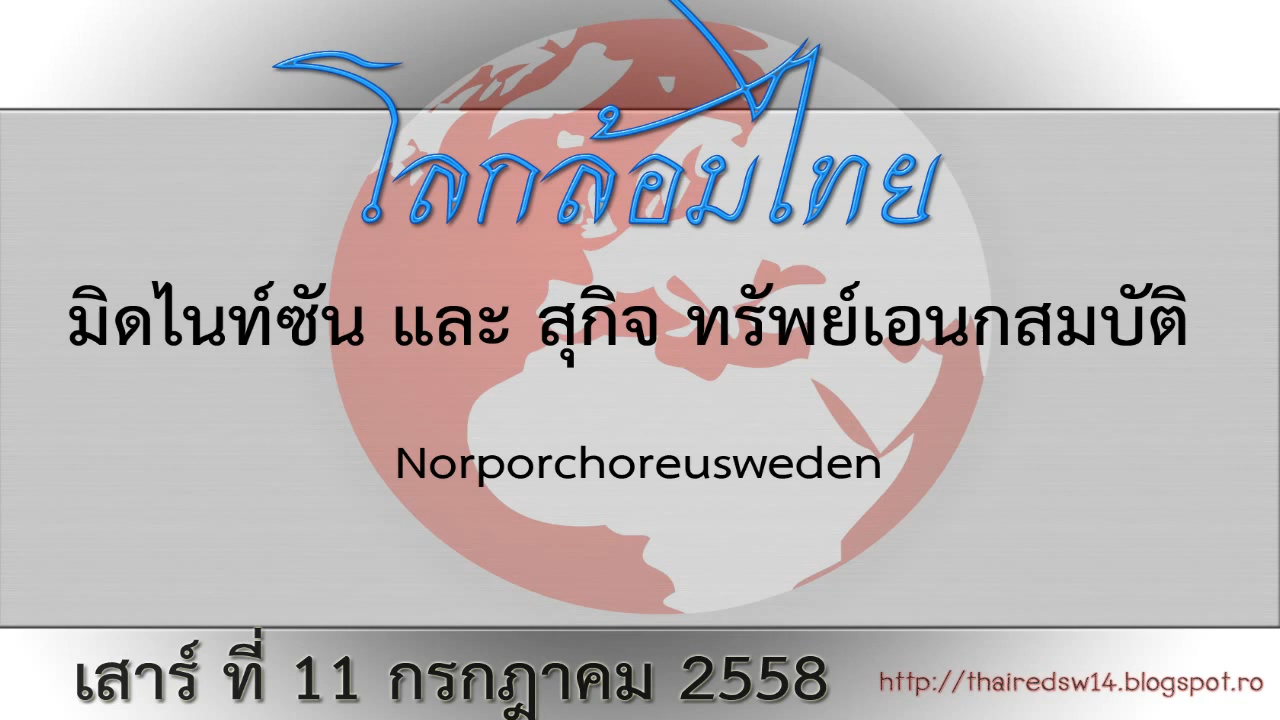 โลกล้อมไทย
มิดไนท์ซัน และ สุกิจ ทรัพย์เอนกสมบัติ
Norporchoreusweden
เสาร์ ที่ 11 กรกฎาคม 2558
http://thairedsw14.blogspot.ro